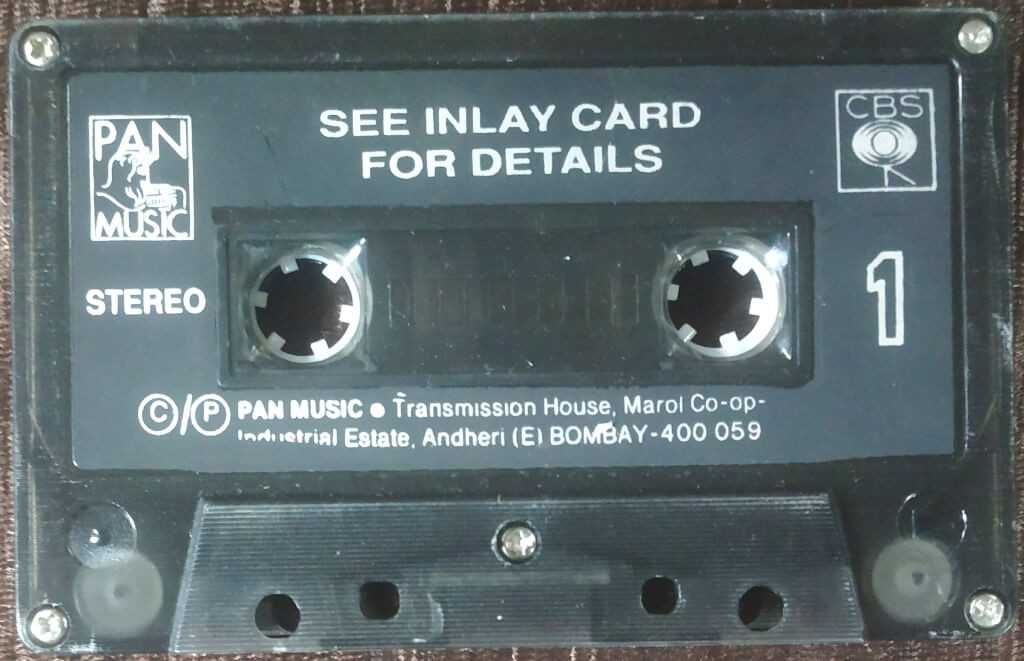 PAN
MUSIC
SEE INLAY CARD
FOR DETAILS
CBS
STEREO
1
©/℗ PAN MUSIC ● Transmission House, Marol Co-op-
Industrial Estate, Andheri (E) BOMBAY-400 059